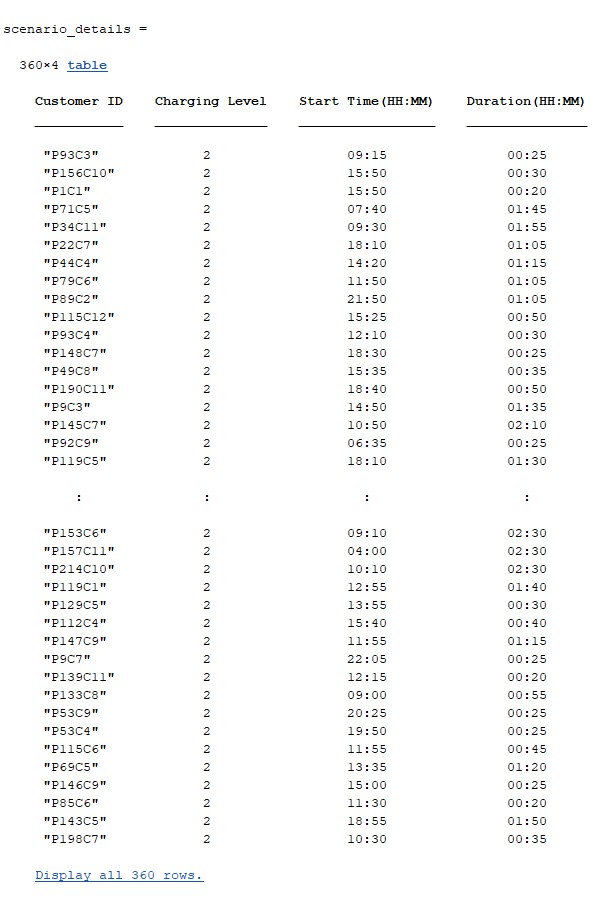 scenario_details =
360×4 table
Customer ID Charging Level Start Time(HH:MM) Duration(HH:MM)
"P93C3" 2 09:15 00:25
"P156C10" 2 15:50 00:30
"P1C1" 2 15:50 00:20
"P71C5" 2 07:40 01:45
"P34C11" 2 09:30 01:55
"P22C7" 2 18:10 01:05
"P44C4" 2 14:20 01:15
"P79C6" 2 11:50 01:05
"P89C2" 2 21:50 01:05
"P115C12" 2 15:25 00:50
"P93C4" 2 12:10 00:30
"P148C7" 2 18:30 00:25
"P49C8" 2 15:35 00:35
"P190C11" 2 18:40 00:50
"P9C3" 2 14:50 01:35
"P145C7" 2 10:50 02:10
"P92C9" 2 06:35 00:25
"P119C5" 2 18:10 01:30
: : : :
"P153C6" 2 09:10 02:30
"P157C11" 2 04:00 02:30
"P214C10" 2 10:10 02:30
"P119C1" 2 12:55 01:40
"P129C5" 2 13:55 00:30
"P112C4" 2 15:40 00:40
"P147C9" 2 11:55 01:15
"P9C7" 2 22:05 00:25
"P139C11" 2 12:15 00:20
"P133C8" 2 09:00 00:55
"P53C9" 2 20:25 00:25
"P53C4" 2 19:50 00:25
"P115C6" 2 11:55 00:45
"P69C5" 2 13:35 01:20
"P146C9" 2 15:00 00:25
"P85C6" 2 11:30 00:20
"P143C5" 2 18:55 01:50
"P198C7" 2 10:30 00:35
Display all 360 rows.